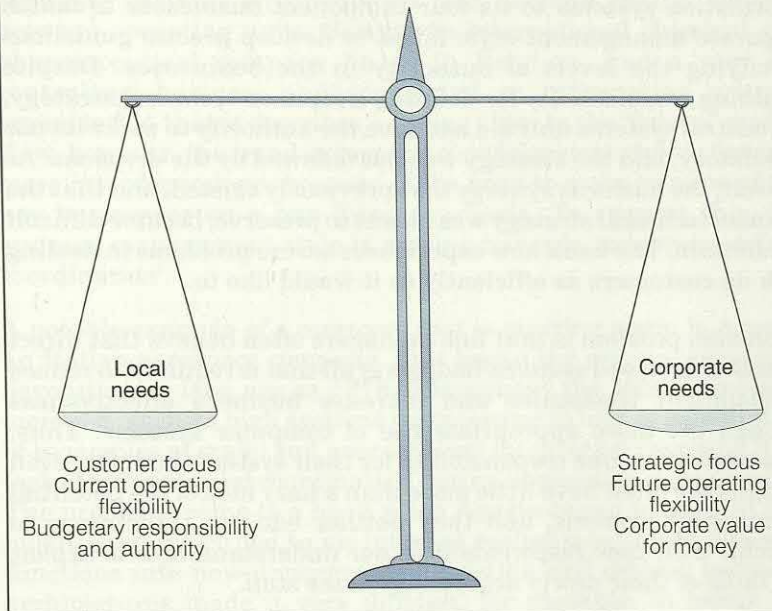 Local
needs
Customer focus
Current operating
flexibility
Budgetary responsibility
and authority
Corporate
needs
Strategic focus
Future operating
flexibility
Corporate value
for money